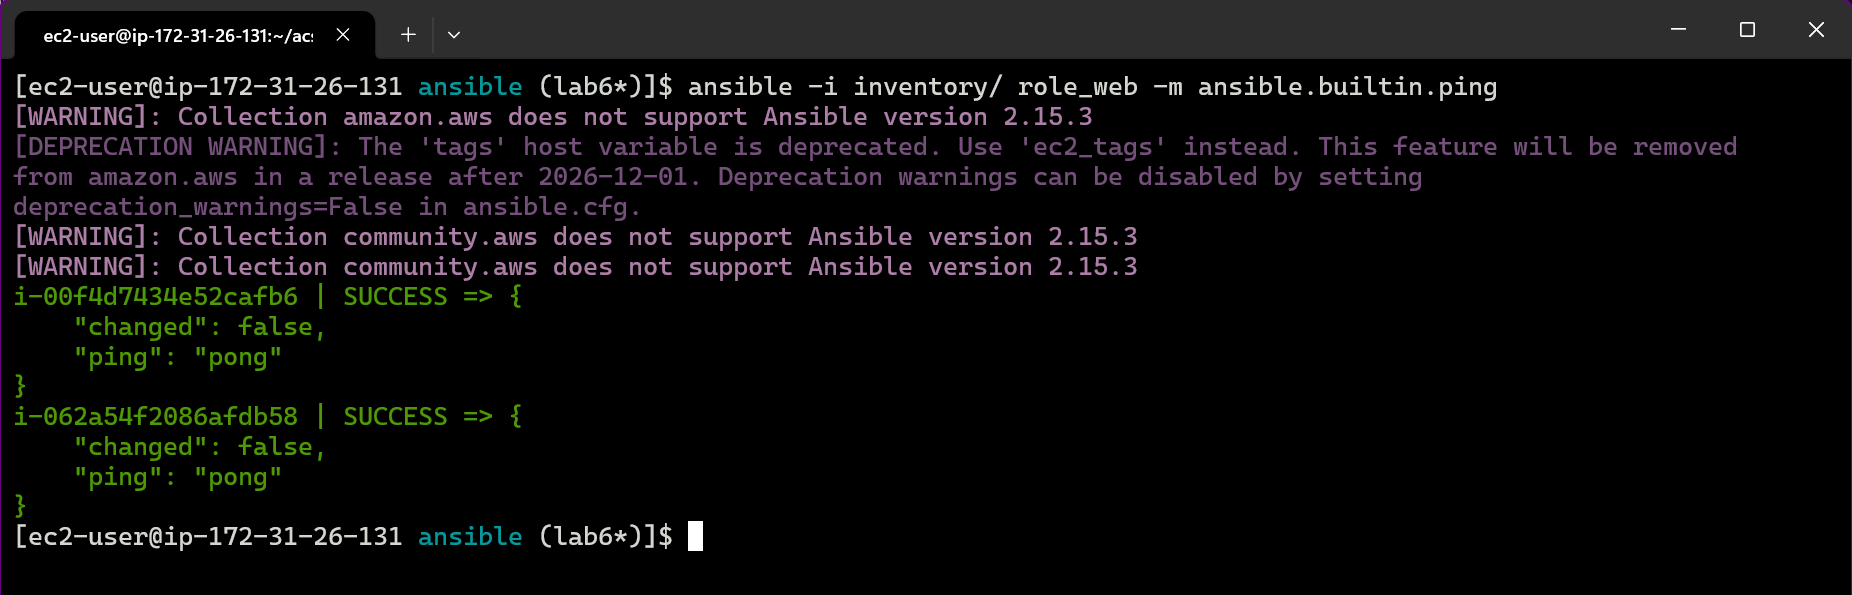 ec2-user@ip-172-31-26-131:~/acs
[ec2-user@ip-172-31-26-131 ansible (lab6*)]$ ansible -i inventory/ role_web -m ansible.builtin.ping
[WARNING]: Collection amazon.aws does not support Ansible version 2.15.3
[DEPRECATION WARNING]: The 'tags' host variable is deprecated. Use 'ec2_tags' instead. This feature will be removed
from amazon.aws in a release after 2026-12-01. Deprecation warnings can be disabled by setting
deprecation_warnings=False in ansible.cfg.
[WARNING]: Collection community.aws does not support Ansible version 2.15.3
[WARNING]: Collection community.aws does not support Ansible version 2.15.3
i-00f4d7434e52cafb6 | SUCCESS => {
    "changed": false,
    "ping": "pong"
}
i-062a54f2086afdb58 | SUCCESS => {
    "changed": false,
    "ping": "pong"
}
[ec2-user@ip-172-31-26-131 ansible (lab6*)]$